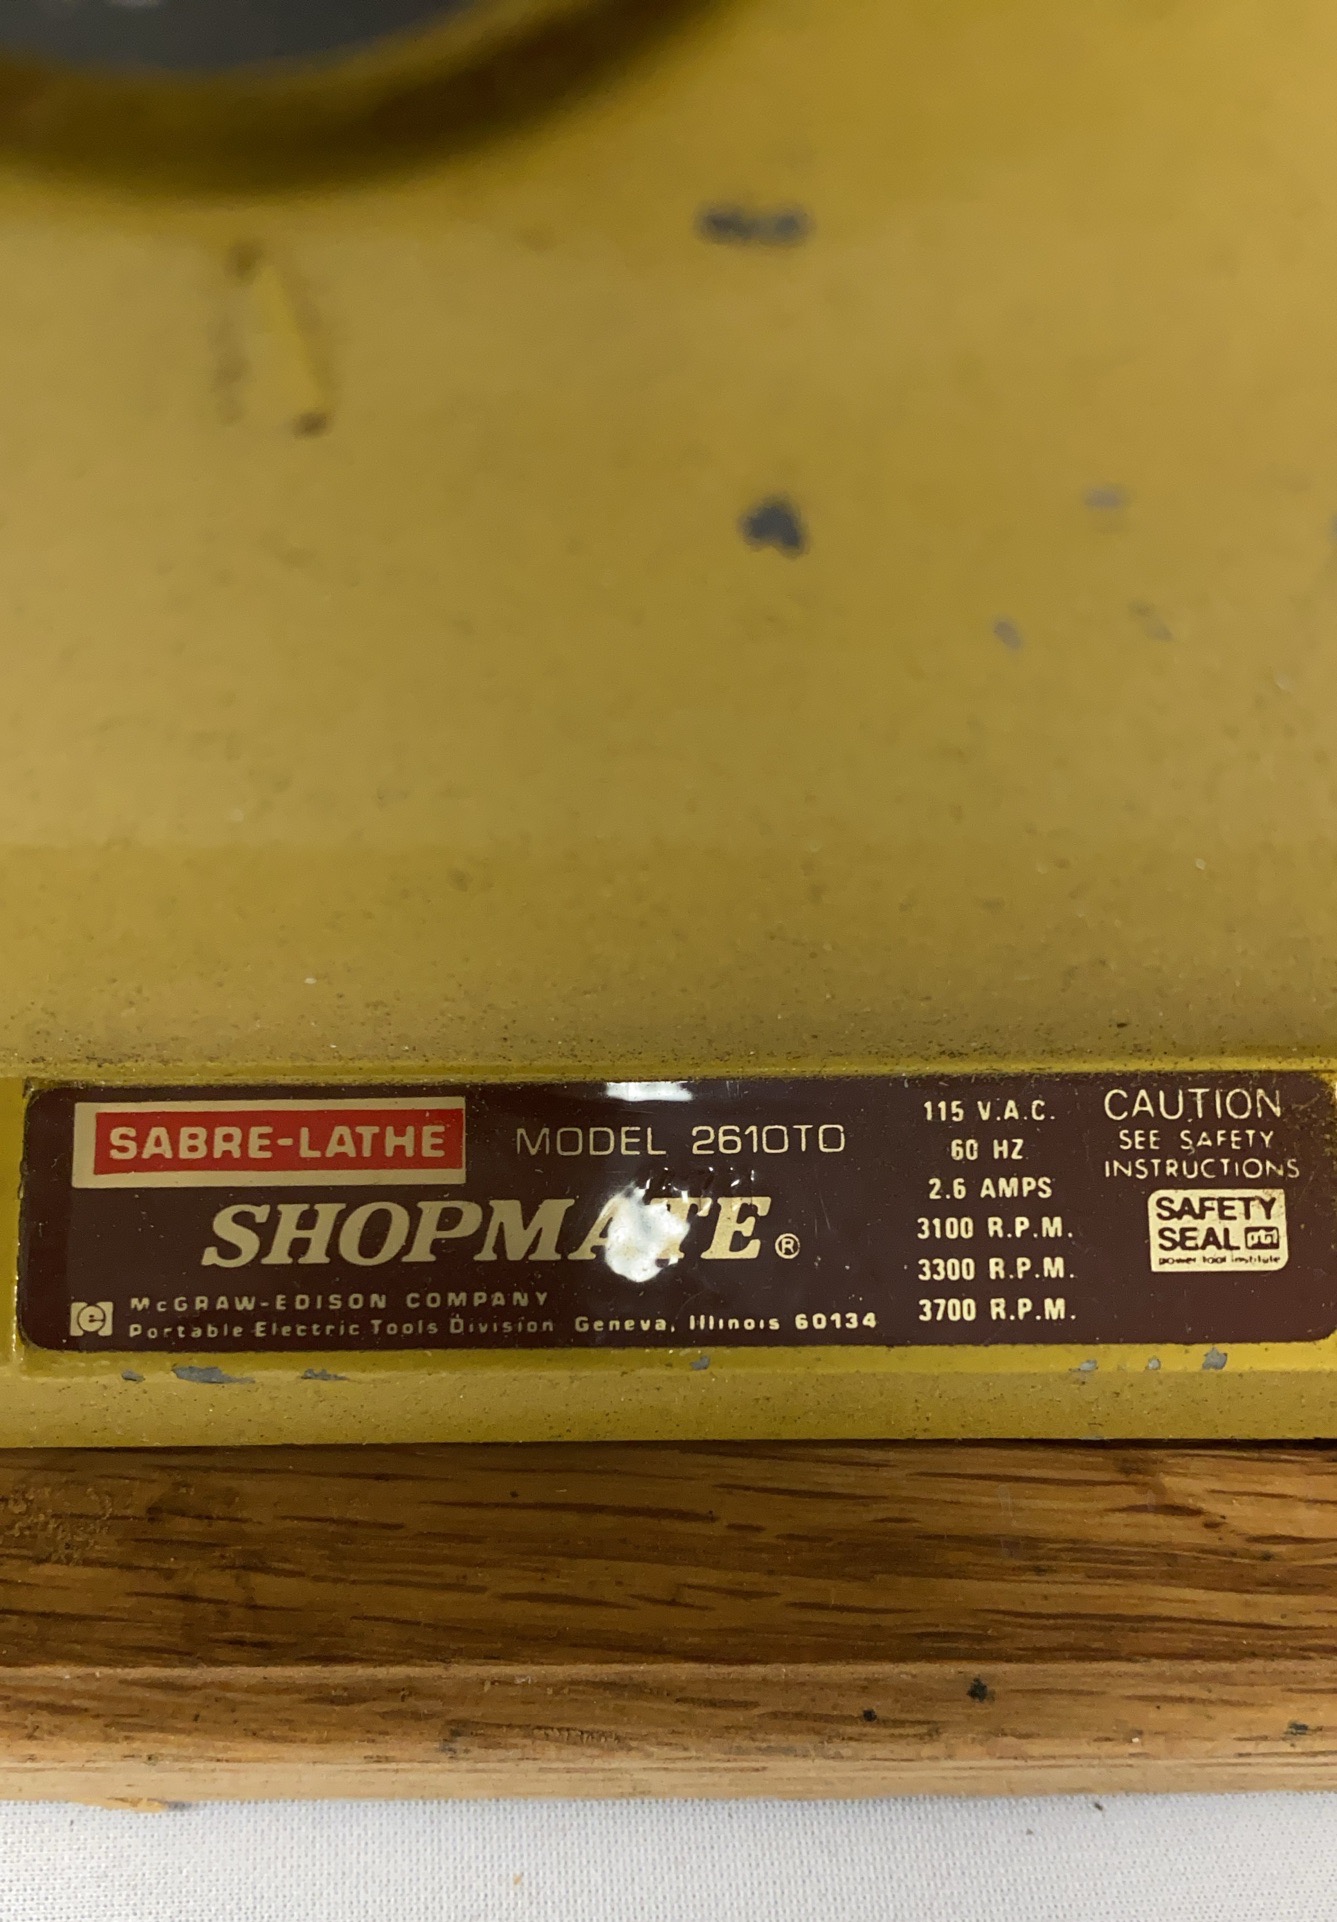 SABRE-LATHE
MODEL 2610TO
SHOPMATE®
e
McGRAW-EDISON COMPANY
Portable Electric Tools Division Geneva, Illinois 60134
115 V.A.C.
60 HZ
2.6 AMPS
3100 R.P.M.
3300 R.P.M.
3700 R.P.M.
CAUTION
SEE SAFETY
INSTRUCTIONS
SAFETY
SEAL pti
power tool institute